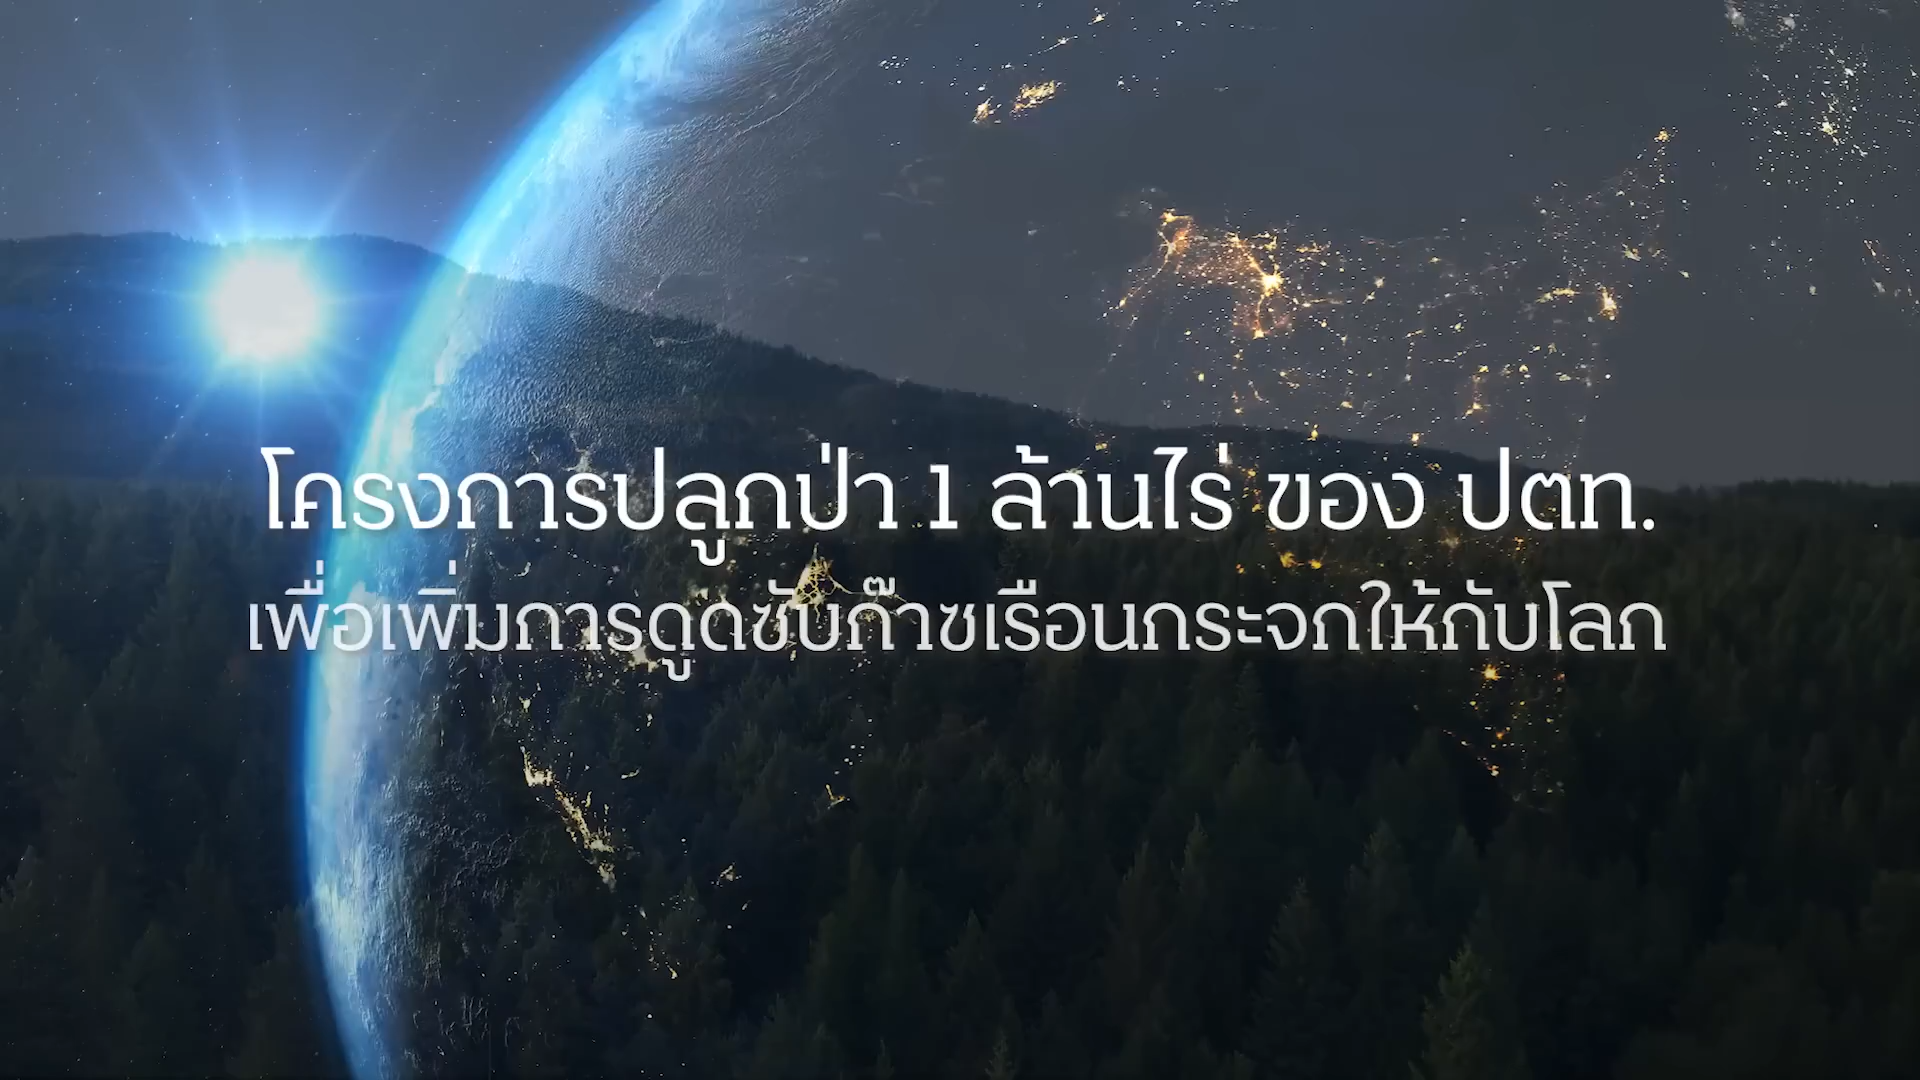 โครงการปลูกป่า 1 ล้านไร่ ของ ปตท.
เพื่อเพิ่มการดูดซับก๊าซเรือนกระจกให้กับโลก